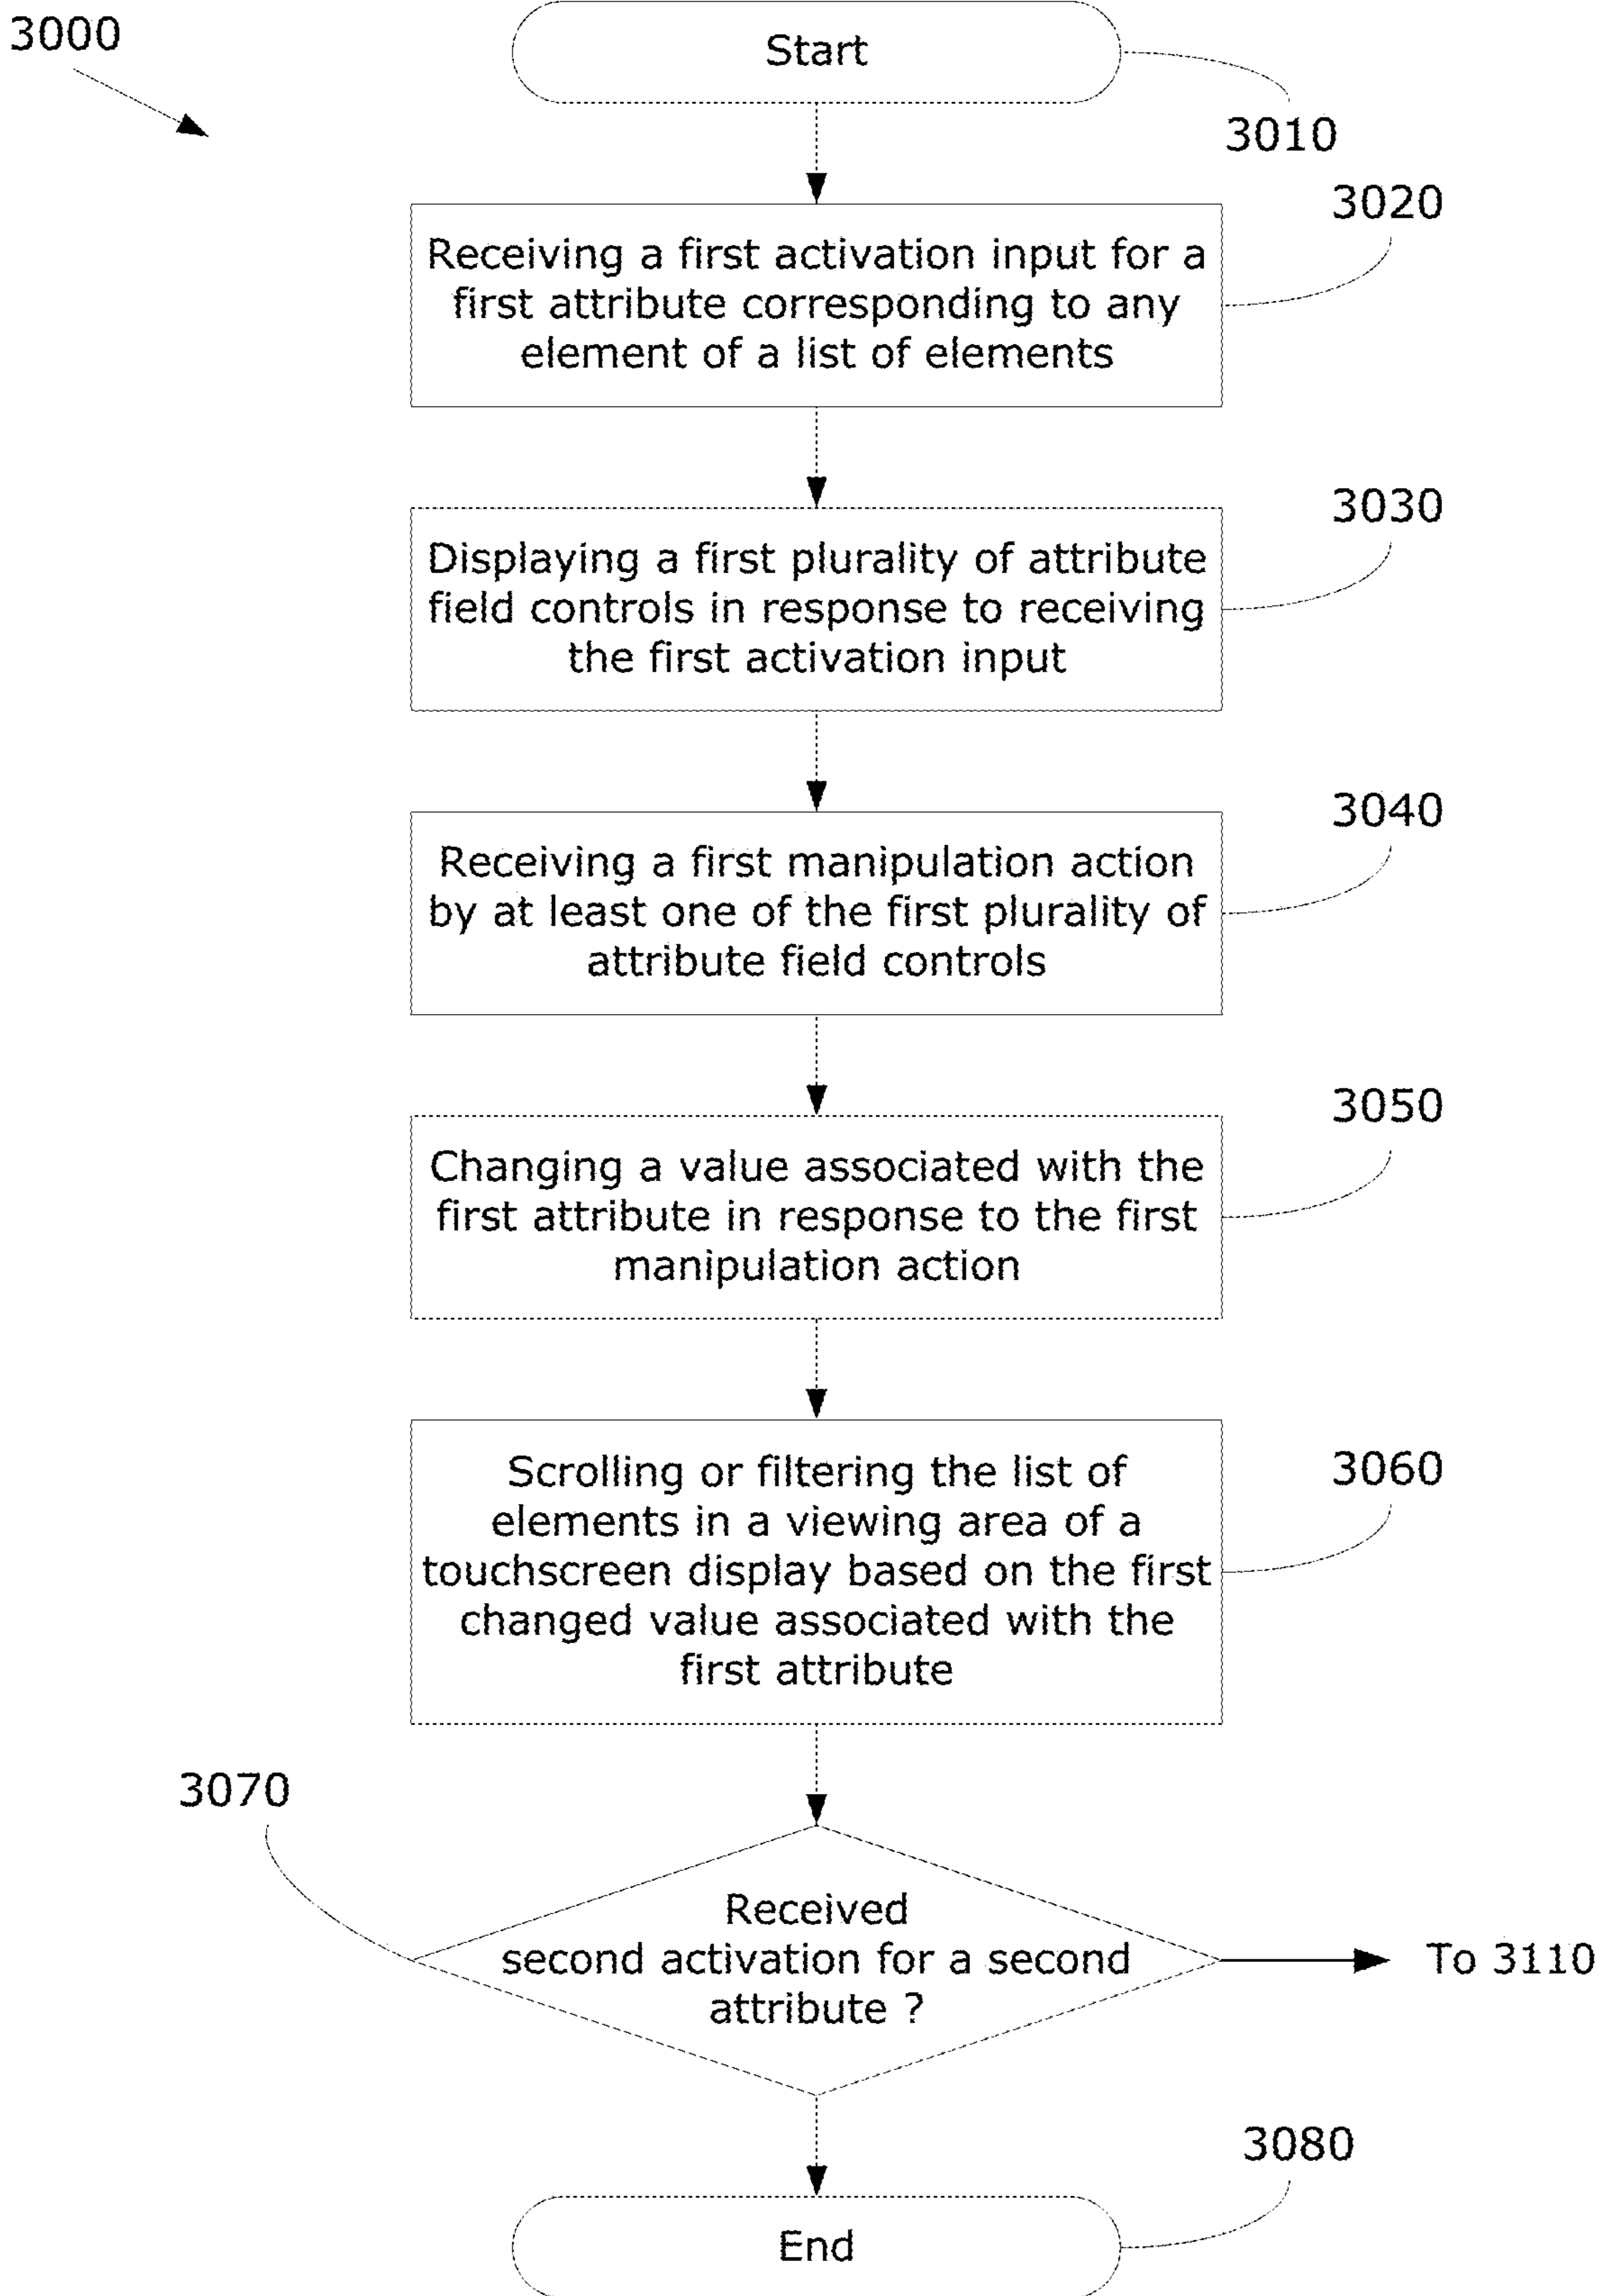 3000
Start
3010
3020
Receiving a first activation input for a
first attribute corresponding to any
element of a list of elements
3030
Displaying a first plurality of attribute
field controls in response to receiving
the first activation input
3040
Receiving a first manipulation action
by at least one of the first plurality of
attribute field controls
3050
Changing a value associated with the
first attribute in response to the first
manipulation action
3060
Scrolling or filtering the list of
elements in a viewing area of a
touchscreen display based on the first
changed value associated with the
first attribute
3070
Received
second activation for a second
attribute ?
To 3110
3080
End